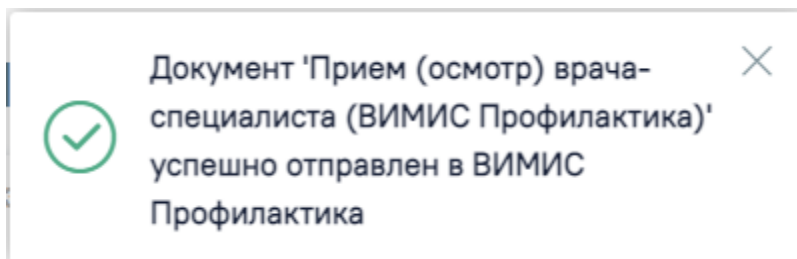 Документ 'Прием (осмотр) врача-
специалиста (ВИМИС Профилактика)'
успешно отправлен в ВИМИС
Профилактика